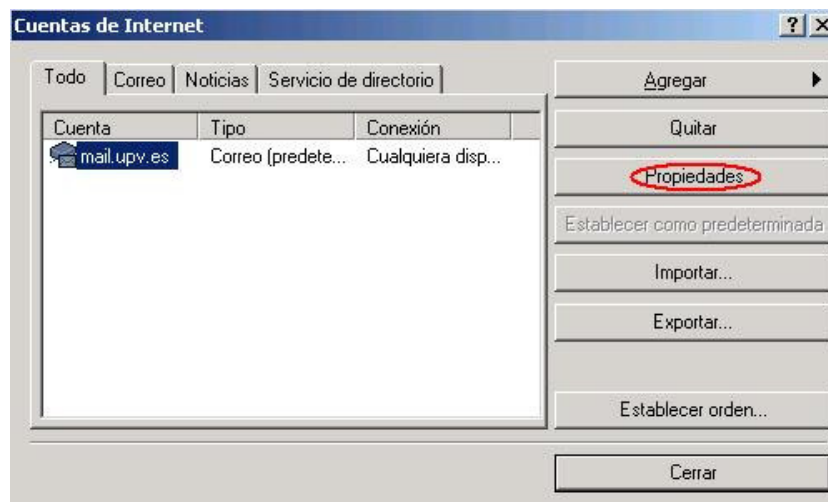 Cuentas de Internet
Todo Correo Noticias Servicio de directorio
Cuenta Tipo Conexión
mail.upv.es Correo (predete... Cualquiera disp...
Agregar
Quitar
Propiedades
Establecer como predeterminada
Importar...
Exportar...
Establecer orden...
Cerrar